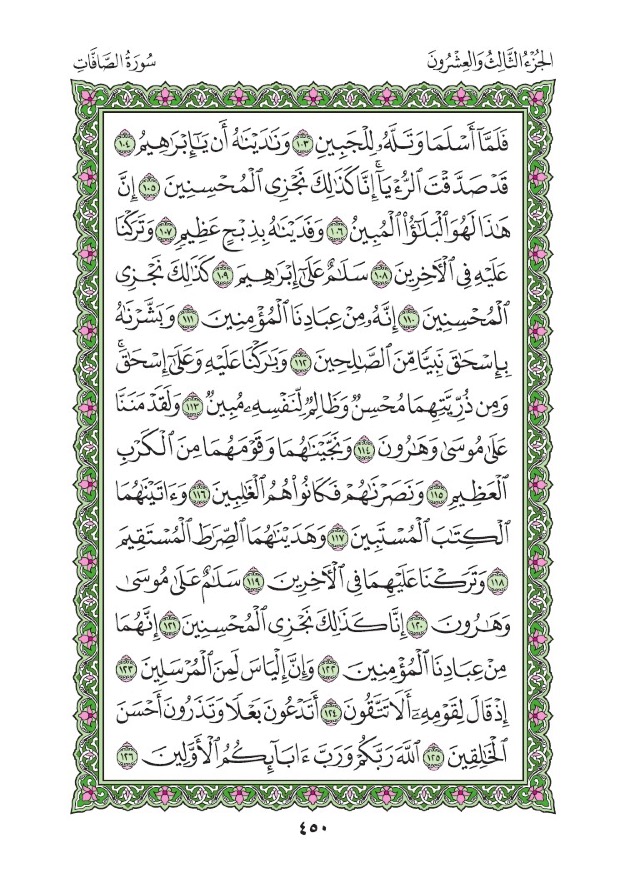 الجُزْءُ الثَّالِثُ وَالعِشْرُونَ
سُورَةُ الصَّافَّاتِ
فَلَمَّآ أَسْلَمَا وَتَلَّهُۥ لِلْجَبِينِ ١٠٣ وَنَٰدَيْنَٰهُ أَن يَٰٓإِبْرَٰهِيمُ ١٠٤
قَدْ صَدَّقْتَ ٱلرُّءْيَآۚ إِنَّا كَذَٰلِكَ نَجْزِى ٱلْمُحْسِنِينَ ١٠٥ إِنَّ
هَٰذَا لَهُوَ ٱلْبَلَٰٓؤُا۟ ٱلْمُبِينُ ١٠٦ وَفَدَيْنَٰهُ بِذِبْحٍ عَظِيمٍ ١٠٧ وَتَرَكْنَا
عَلَيْهِ فِى ٱلْءَاخِرِينَ ١٠٨ سَلَٰمٌ عَلَىٰٓ إِبْرَٰهِيمَ ١٠٩ كَذَٰلِكَ نَجْزِى
ٱلْمُحْسِنِينَ ١١٠ إِنَّهُۥ مِنْ عِبَادِنَا ٱلْمُؤْمِنِينَ ١١١ وَبَشَّرْنَٰهُ
بِإِسْحَٰقَ نَبِيًّا مِّنَ ٱلصَّٰلِحِينَ ١١٢ وَبَٰرَكْنَا عَلَيْهِ وَعَلَىٰٓ إِسْحَٰقَۚ
وَمِن ذُرِّيَّتِهِمَا مُحْسِنٌ وَظَالِمٌ لِّنَفْسِهِۦ مُبِينٌ ١١٣ وَلَقَدْ مَنَنَّا
عَلَىٰ مُوسَىٰ وَهَٰرُونَ ١١٤ وَنَجَّيْنَٰهُمَا وَقَوْمَهُمَا مِنَ ٱلْكَرْبِ
ٱلْعَظِيمِ ١١٥ وَنَصَرْنَٰهُمْ فَكَانُوا۟ هُمُ ٱلْغَٰلِبِينَ ١١٦ وَءَاتَيْنَٰهُمَا
ٱلْكِتَٰبَ ٱلْمُسْتَبِينَ ١١٧ وَهَدَيْنَٰهُمَا ٱلصِّرَٰطَ ٱلْمُسْتَقِيمَ
١١٨ وَتَرَكْنَا عَلَيْهِمَا فِى ٱلْءَاخِرِينَ ١١٩ سَلَٰمٌ عَلَىٰ مُوسَىٰ
وَهَٰرُونَ ١٢٠ إِنَّا كَذَٰلِكَ نَجْزِى ٱلْمُحْسِنِينَ ١٢١ إِنَّهُمَا
مِنْ عِبَادِنَا ٱلْمُؤْمِنِينَ ١٢٢ وَإِنَّ إِلْيَاسَ لَمِنَ ٱلْمُرْسَلِينَ ١٢٣
إِذْ قَالَ لِقَوْمِهِۦٓ أَلَا تَتَّقُونَ ١٢٤ أَتَدْعُونَ بَعْلًا وَتَذَرُونَ أَحْسَنَ
ٱلْخَٰلِقِينَ ١٢٥ ٱللَّهَ رَبَّكُمْ وَرَبَّ ءَابَآئِكُمُ ٱلْأَوَّلِينَ ١٢٦
٤٥٠